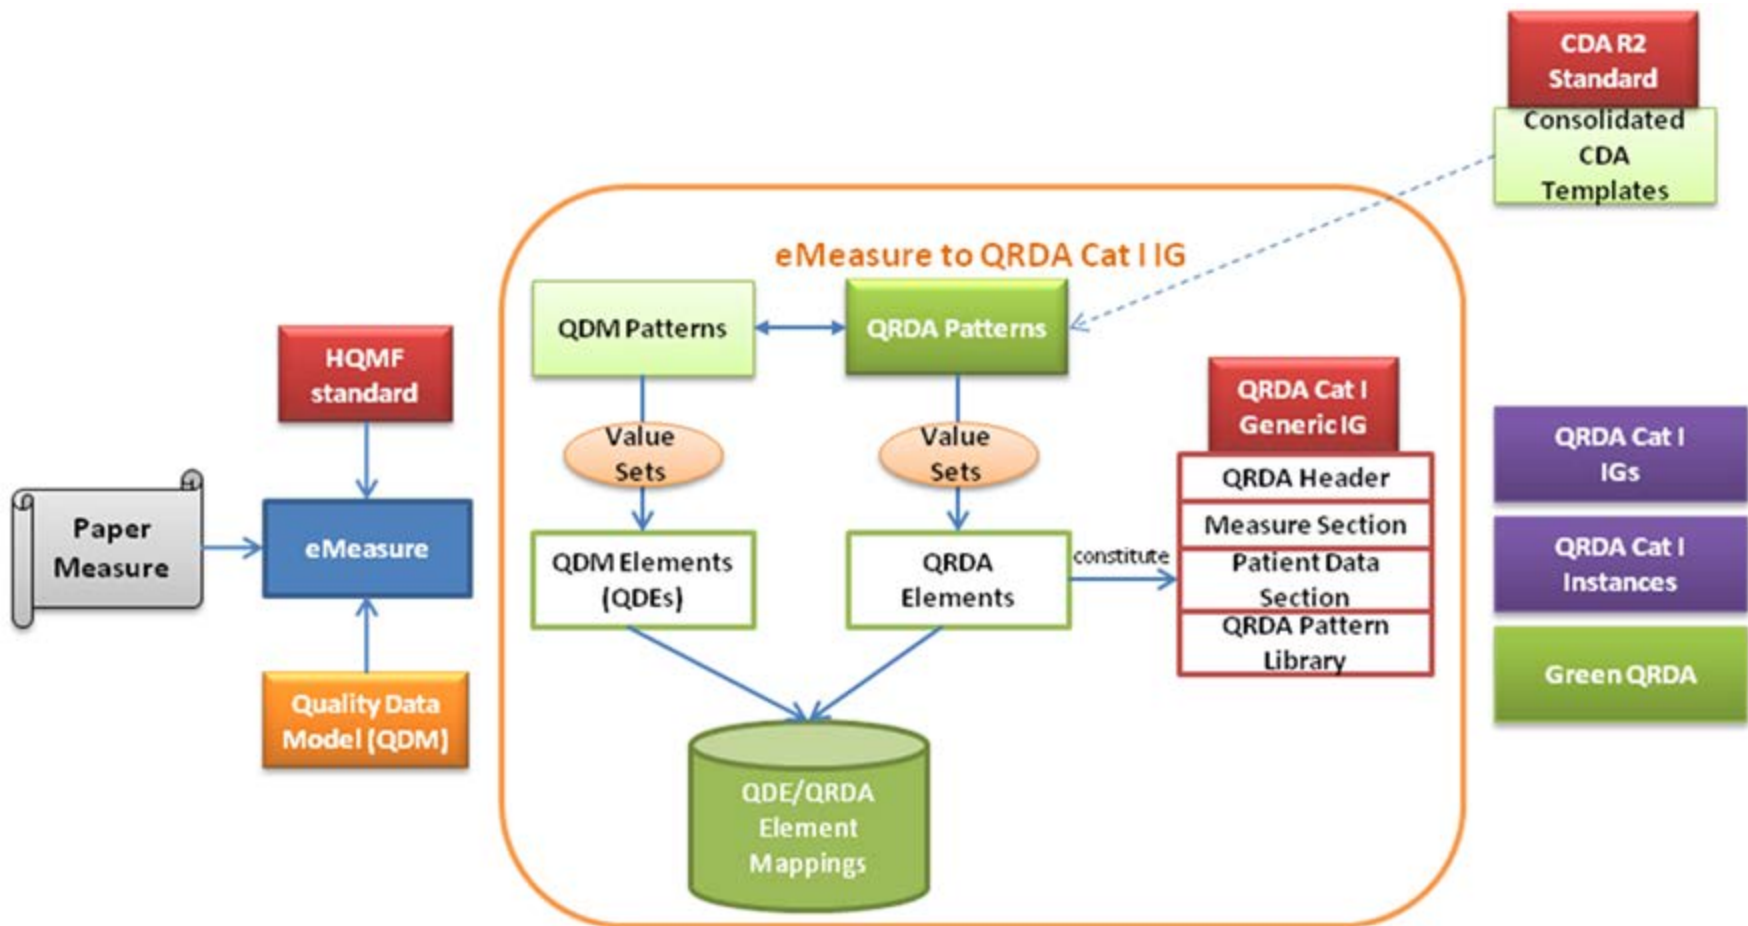 CDA R2
Standard
Consolidated
CDA
Templates
eMeasure to QRDA Cat I IG
QDM Patterns
QRDA Patterns
HQMF
standard
Value
Sets
Value
Sets
QRDA Cat I
Generic IG
QRDA Header
Measure Section
Patient Data
Section
QRDA Pattern
Library
QRDA Cat I
IGs
QRDA Cat I
Instances
Green QRDA
Paper
Measure
eMeasure
QDM Elements
(QDEs)
QRDA
Elements
constitute
Quality Data
Model (QDM)
QDE/QRDA
Element
Mappings